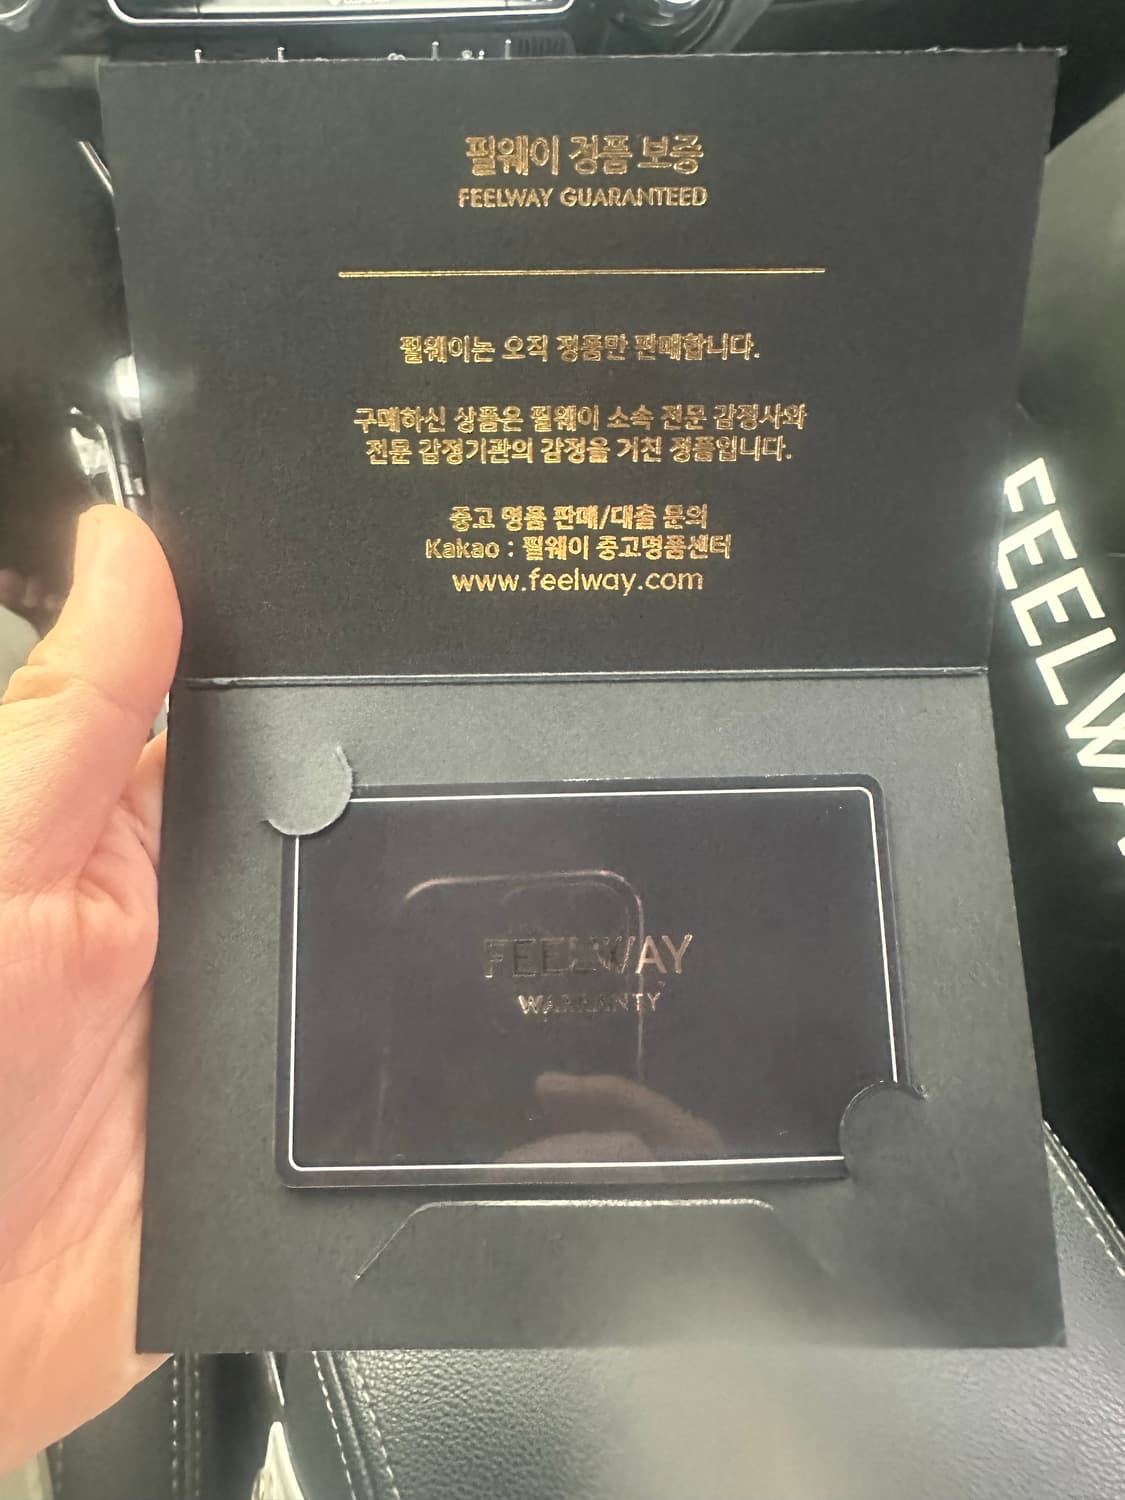 필웨이 정품 보증
FEELWAY GUARANTEED
필웨이는 오직 정품만 판매합니다.
구매하신 상품은 필웨이 소속 전문 감정사와
전문 감정기관의 감정을 거친 정품입니다.
중고 명품 판매/대출 문의
Kakao : 필웨이 중고명품센터
www.feelway.com
FEELWAY
WARRANTY
FEELWA